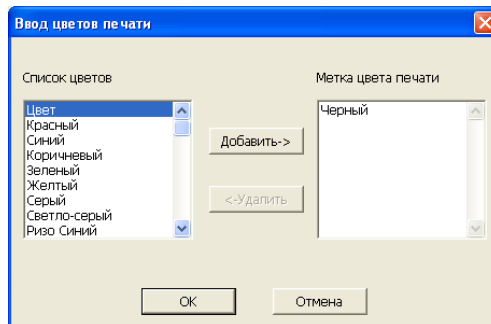 Ввод цветов печати
Список цветов
Метка цвета печати
Цвет
Красный
Синий
Коричневый
Зеленый
Желтый
Серый
Светло-серый
Ризо Синий
Добавить->
<-Удалить
Черный
OK
Отмена